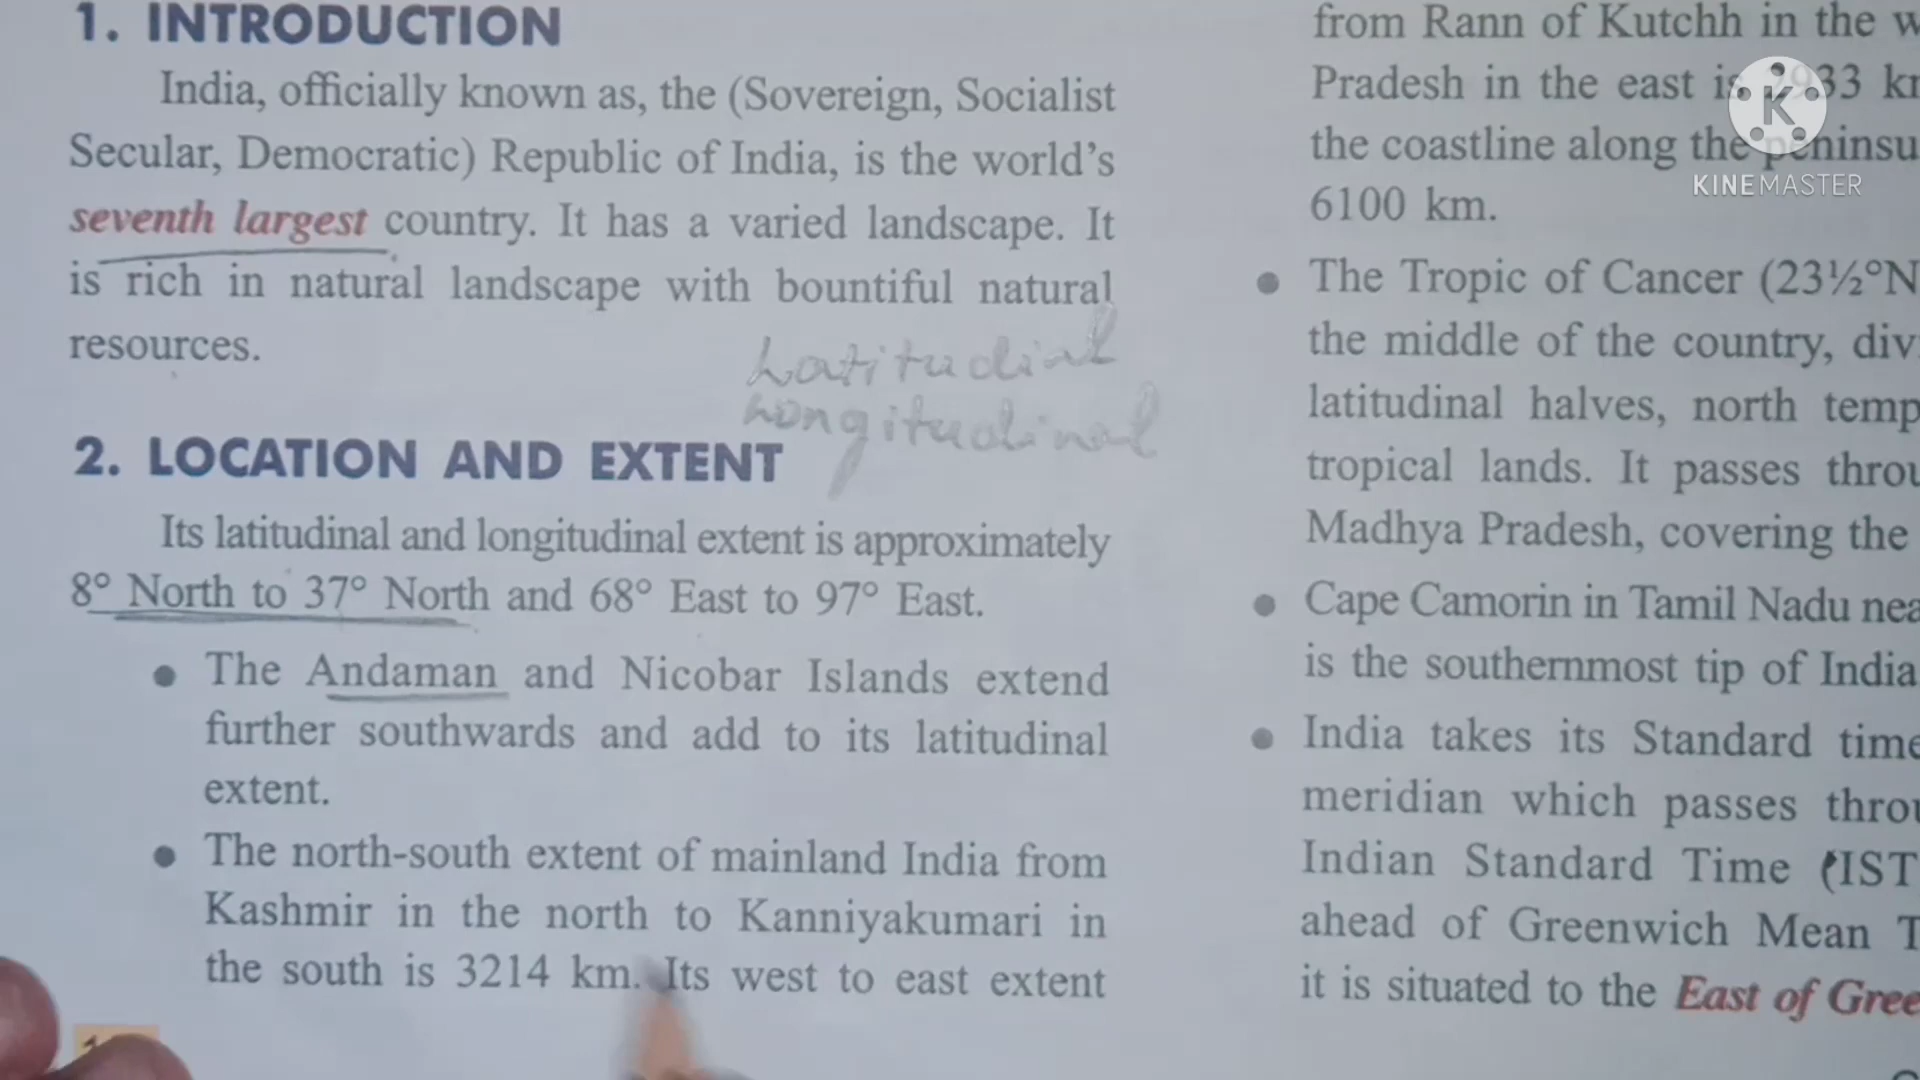 1. INTRODUCTION
India, officially known as, the (Sovereign, Socialist
Secular, Democratic) Republic of India, is the world's
seventh largest country. It has a varied landscape. It
is rich in natural landscape with bountiful natural
resources.
Latitudinal
Longitudinal
2. LOCATION AND EXTENT
Its latitudinal and longitudinal extent is approximately
8° North to 37° North and 68° East to 97° East.
• The Andaman and Nicobar Islands extend
further southwards and add to its latitudinal
extent.
• The north-south extent of mainland India from
Kashmir in the north to Kanniyakumari in
the south is 3214 km. Its west to east extent
from Rann of Kutchh in the
Pradesh in the east is 2933
the coastline along the
6100 km.
• The Tropic of Cancer (23½°N
the middle of the country,
latitudinal halves, north
tropical lands. It passes
Madhya Pradesh, covering the
• Cape Camorin in Tamil Nadu
is the southernmost tip of India
• India takes its Standard time
meridian which passes
Indian Standard Time (IST
ahead of Greenwich Mean
it is situated to the East of
K
KINEMASTER